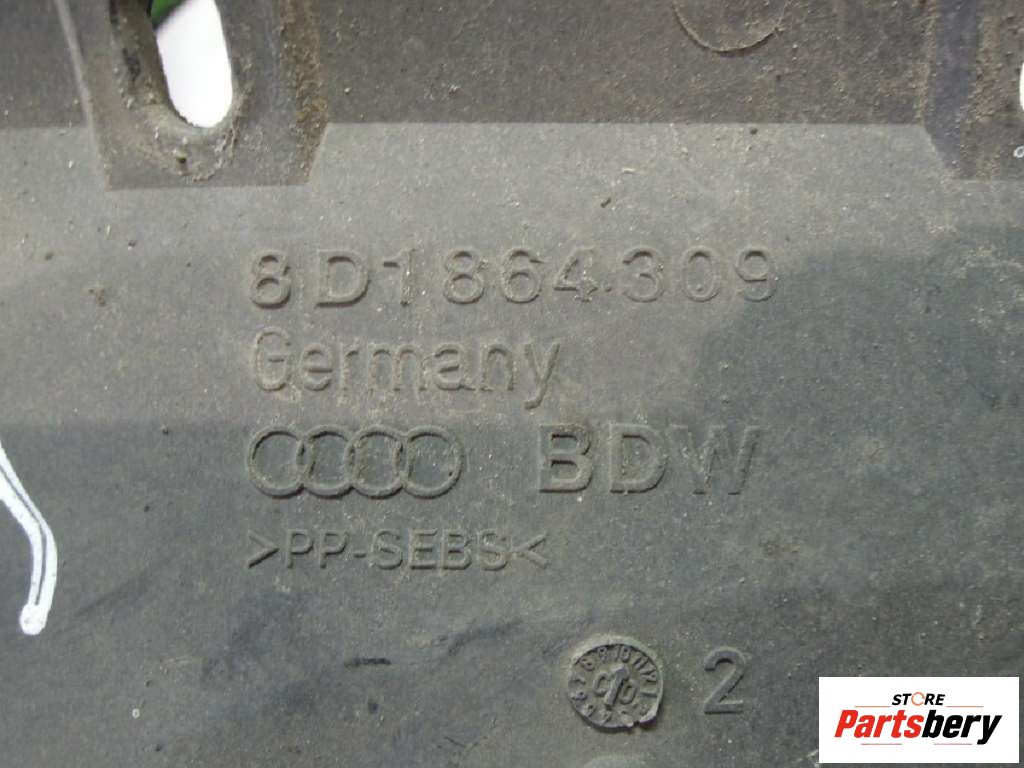 8D1 864 309
Germany
BDW
>PP-SEBS<
2
STORE
Partsbery